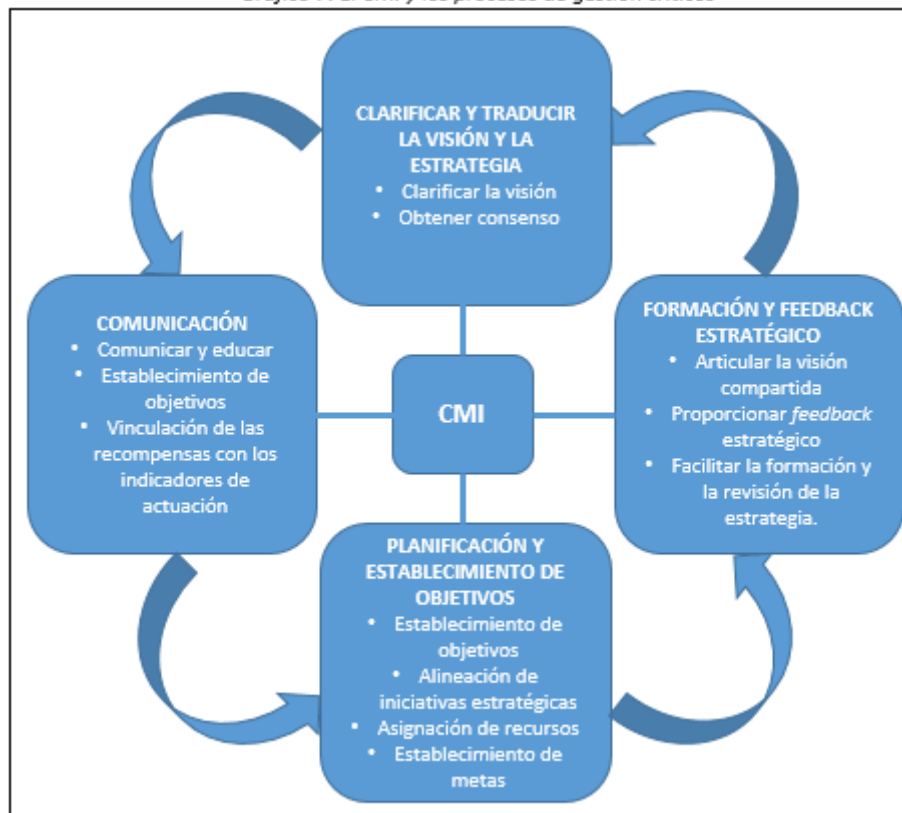 CLARIFICAR Y TRADUCIR
LA VISIÓN Y LA
ESTRATEGIA
• Clarificar la visión
• Obtener consenso
COMUNICACIÓN
• Comunicar y educar
• Establecimiento de
objetivos
• Vinculación de las
recompensas con los
indicadores de
actuación
CMI
FORMACIÓN Y FEEDBACK
ESTRATÉGICO
• Articular la visión
compartida
• Proporcionar feedback
estratégico
• Facilitar la formación y
la revisión de la
estrategia.
PLANIFICACIÓN Y
ESTABLECIMIENTO DE
OBJETIVOS
• Establecimiento de
objetivos
• Alineación de
iniciativas estratégicas
• Asignación de recursos
• Establecimiento de
metas